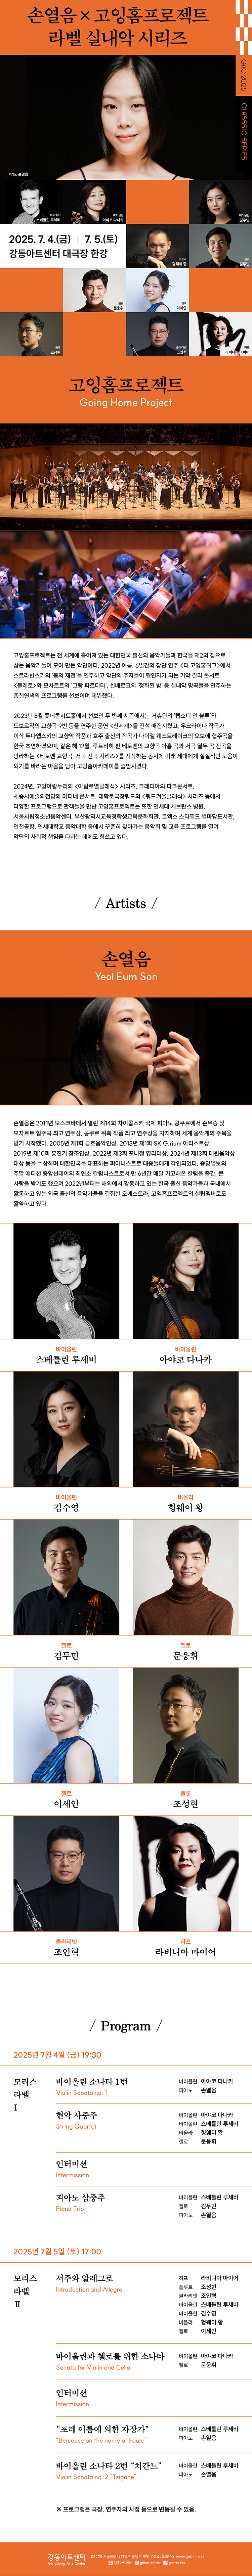 손열음×고잉홈프로젝트
라벨 실내악 시리즈
GAC 2025
CLASSSIC SERIES
피아노 손열음
바이올린
스베틀린 루세비
바이올린
아야코 다나카
바이올린
김수영
2025. 7. 4.(금) | 7. 5.(토)
강동아트센터 대극장 한강
비올라
헝웨이 황
첼로
김두민
첼로
문웅휘
첼로
이세인
플룻
조성현
클라리넷
조인혁
하프
라비니아 마이어
고잉홈프로젝트
Going Home Project
고잉홈프로젝트는 전 세계에 흩어져 있는 대한민국 출신의 음악가들과 한국을 제2의 집으로
삼는 음악가들이 모여 만든 악단이다. 2022년 여름, 6일간의 창단 연주 <더 고잉홈위크>에서
스트라빈스키의 '봄의 제전'을 연주하고 악단의 주자들이 협연자가 되는 기악 갈라 콘서트
<볼레로>와 모차르트의 '그랑 파르티타', 쇤베르크의 '정화된 밤' 등 실내악 명곡들을 연주하는
총천연색의 프로그램을 선보이며 데뷔했다.
2023년 8월 롯데콘서트홀에서 선보인 두 번째 시즌에서는 거슈윈의 '랩소디 인 블루'와
드보르작의 교향곡 9번 등을 연주한 공연 <신세계>를 전석 매진시켰고, 우크라이나 작곡가
이샥 두나옙스키의 교향악 작품과 호주 출신의 작곡가 나이젤 웨스트레이크의 오보에 협주곡을
한국 초연하였으며, 같은 해 12월, 루트비히 판 베토벤의 교향곡 아홉 곡과 서곡 열두 곡 전곡을
망라하는 <베토벤 교향곡·서곡 전곡 시리즈>를 시작하는 동시에 미래 세대에게 실질적인 도움이
되기를 바라는 마음을 담아 고잉홈아카데미를 출범시켰다.
2024년, 고양아람누리의 <아람로열클래식> 시리즈, 크레디아의 파크콘서트,
세종시예술의전당의 마티네 콘서트, 대학로극장쿼드의 <쿼드겨울클래식> 시리즈 등에서
다양한 프로그램으로 관객들을 만난 고잉홈프로젝트는 또한 연세대 세브란스 병원,
서울시립청소년음악센터, 부산광역시교육청학생교육문화회관, 코엑스 스타필드 별마당도서관,
인천공항, 연세대학교 음악대학 등에서 꾸준히 찾아가는 음악회 및 교육 프로그램을 열며
악단의 사회적 책임을 다하는 데에도 힘쓰고 있다.
/ Artists /
손열음
Yeol Eum Son
손열음은 2011년 모스크바에서 열린 제14회 차이콥스키 국제 피아노 콩쿠르에서 준우승 및
모차르트 협주곡 최고 연주상, 콩쿠르 위촉 작품 최고 연주상을 차지하며 세계 음악계의 주목을
받기 시작했다. 2005년 제1회 금호음악인상, 2013년 제1회 SK G.rium 아티스트상,
2019년 제10회 홍진기 창조인상, 2022년 제3회 포니정 영리더상, 2024년 제13회 대원음악상
대상 등을 수상하며 대한민국을 대표하는 피아니스트로 대중들에게 각인되었다. 중앙일보의
주말 에디션 중앙선데이의 최연소 칼럼니스트로서 만 6년간 매달 기고해온 칼럼을 출간, 큰
사랑을 받기도 했으며 2022년부터는 해외에서 활동하고 있는 한국 출신 음악가들과 국내에서
활동하고 있는 외국 출신의 음악가들을 결집한 오케스트라, 고잉홈프로젝트의 설립멤버로도
활약하고 있다.
바이올린
스베틀린 루세비
바이올린
아야코 다나카
바이올린
김수영
비올라
헝웨이 황
첼로
김두민
첼로
문웅휘
첼로
이세인
플룻
조성현
클라리넷
조인혁
하프
라비니아 마이어
/ Program /
2025년 7월 4일 (금) 19:30
모리스
라벨
I
바이올린 소나타 1번
Violin Sonata no. 1
바이올린 아야코 다나카
피아노 손열음
현악 사중주
String Quartet
바이올린 아야코 다나카
바이올린 스베틀린 루세비
비올라 헝웨이 황
첼로 문웅휘
인터미션
Intermission
피아노 삼중주
Piano Trio
바이올린 스베틀린 루세비
첼로 김두민
피아노 손열음
2025년 7월 5일 (토) 17:00
모리스
라벨
II
서주와 알레그로
Introduction and Allegro
하프 라비니아 마이어
플루트 조성현
클라리넷 조인혁
바이올린 스베틀린 루세비
바이올린 김수영
비올라 헝웨이 황
첼로 이세인
바이올린과 첼로를 위한 소나타
Sonata for Violin and Cello
바이올린 아야코 다나카
첼로 문웅휘
인터미션
Intermission
"포레 이름에 의한 자장가"
"Berceuse on the name of Faure"
바이올린 스베틀린 루세비
피아노 손열음
바이올린 소나타 2번 "치간느"
Violin Sonata no. 2 "Tzigane"
바이올린 스베틀린 루세비
피아노 손열음
※ 프로그램은 극장, 연주자의 사정 등으로 변동될 수 있음.
강동아트센터
Gangdong Arts Center